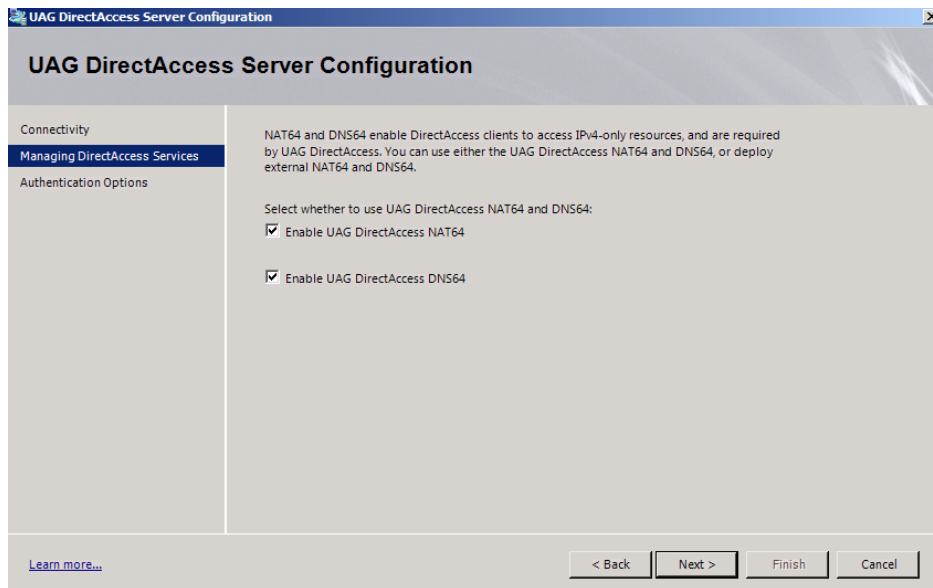 UAG DirectAccess Server Configuration
UAG DirectAccess Server Configuration
Connectivity
Managing DirectAccess Services
Authentication Options
NAT64 and DNS64 enable DirectAccess clients to access IPv4-only resources, and are required
by UAG DirectAccess. You can use either the UAG DirectAccess NAT64 and DNS64, or deploy
external NAT64 and DNS64.
Select whether to use UAG DirectAccess NAT64 and DNS64:
Enable UAG DirectAccess NAT64
Enable UAG DirectAccess DNS64
Learn more...
< Back
Next >
Finish
Cancel